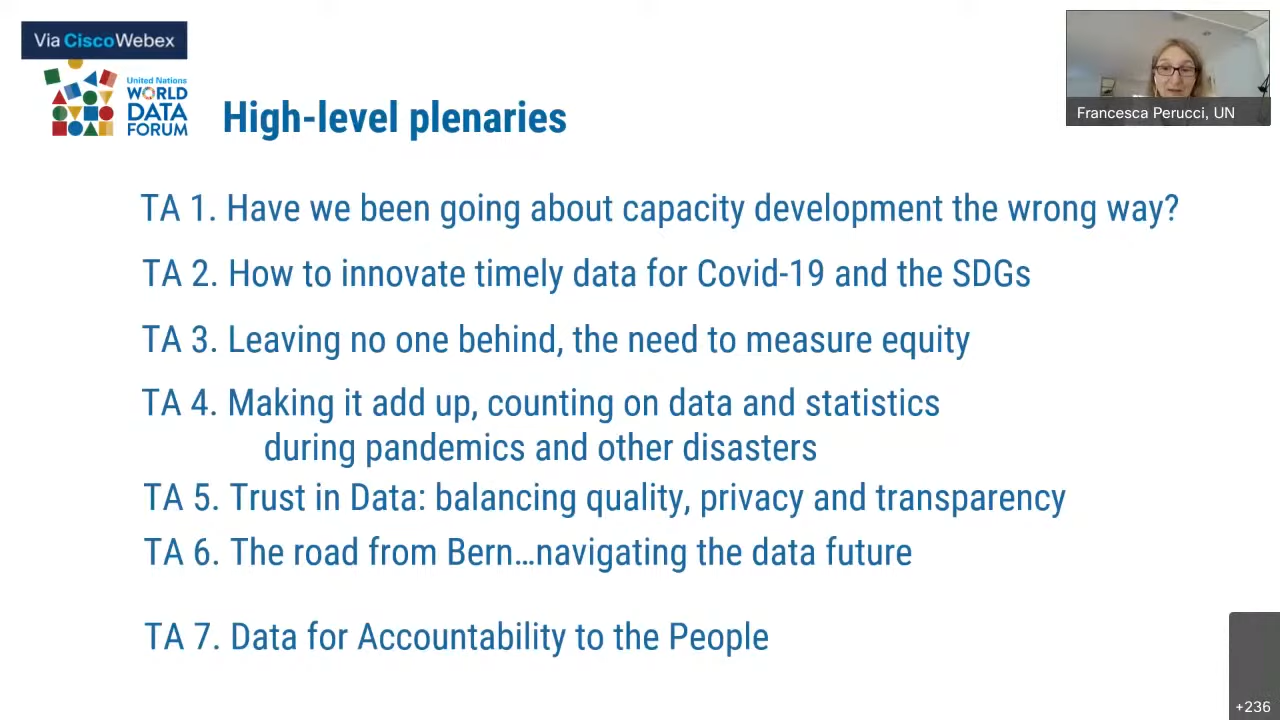 Via CiscoWebex
United Nations
WORLD
DATA
FORUM
High-level plenaries
Francesca Perucci, UN
TA 1. Have we been going about capacity development the wrong way?
TA 2. How to innovate timely data for Covid-19 and the SDGs
TA 3. Leaving no one behind, the need to measure equity
TA 4. Making it add up, counting on data and statistics
during pandemics and other disasters
TA 5. Trust in Data: balancing quality, privacy and transparency
TA 6. The road from Bern…navigating the data future
TA 7. Data for Accountability to the People
+236